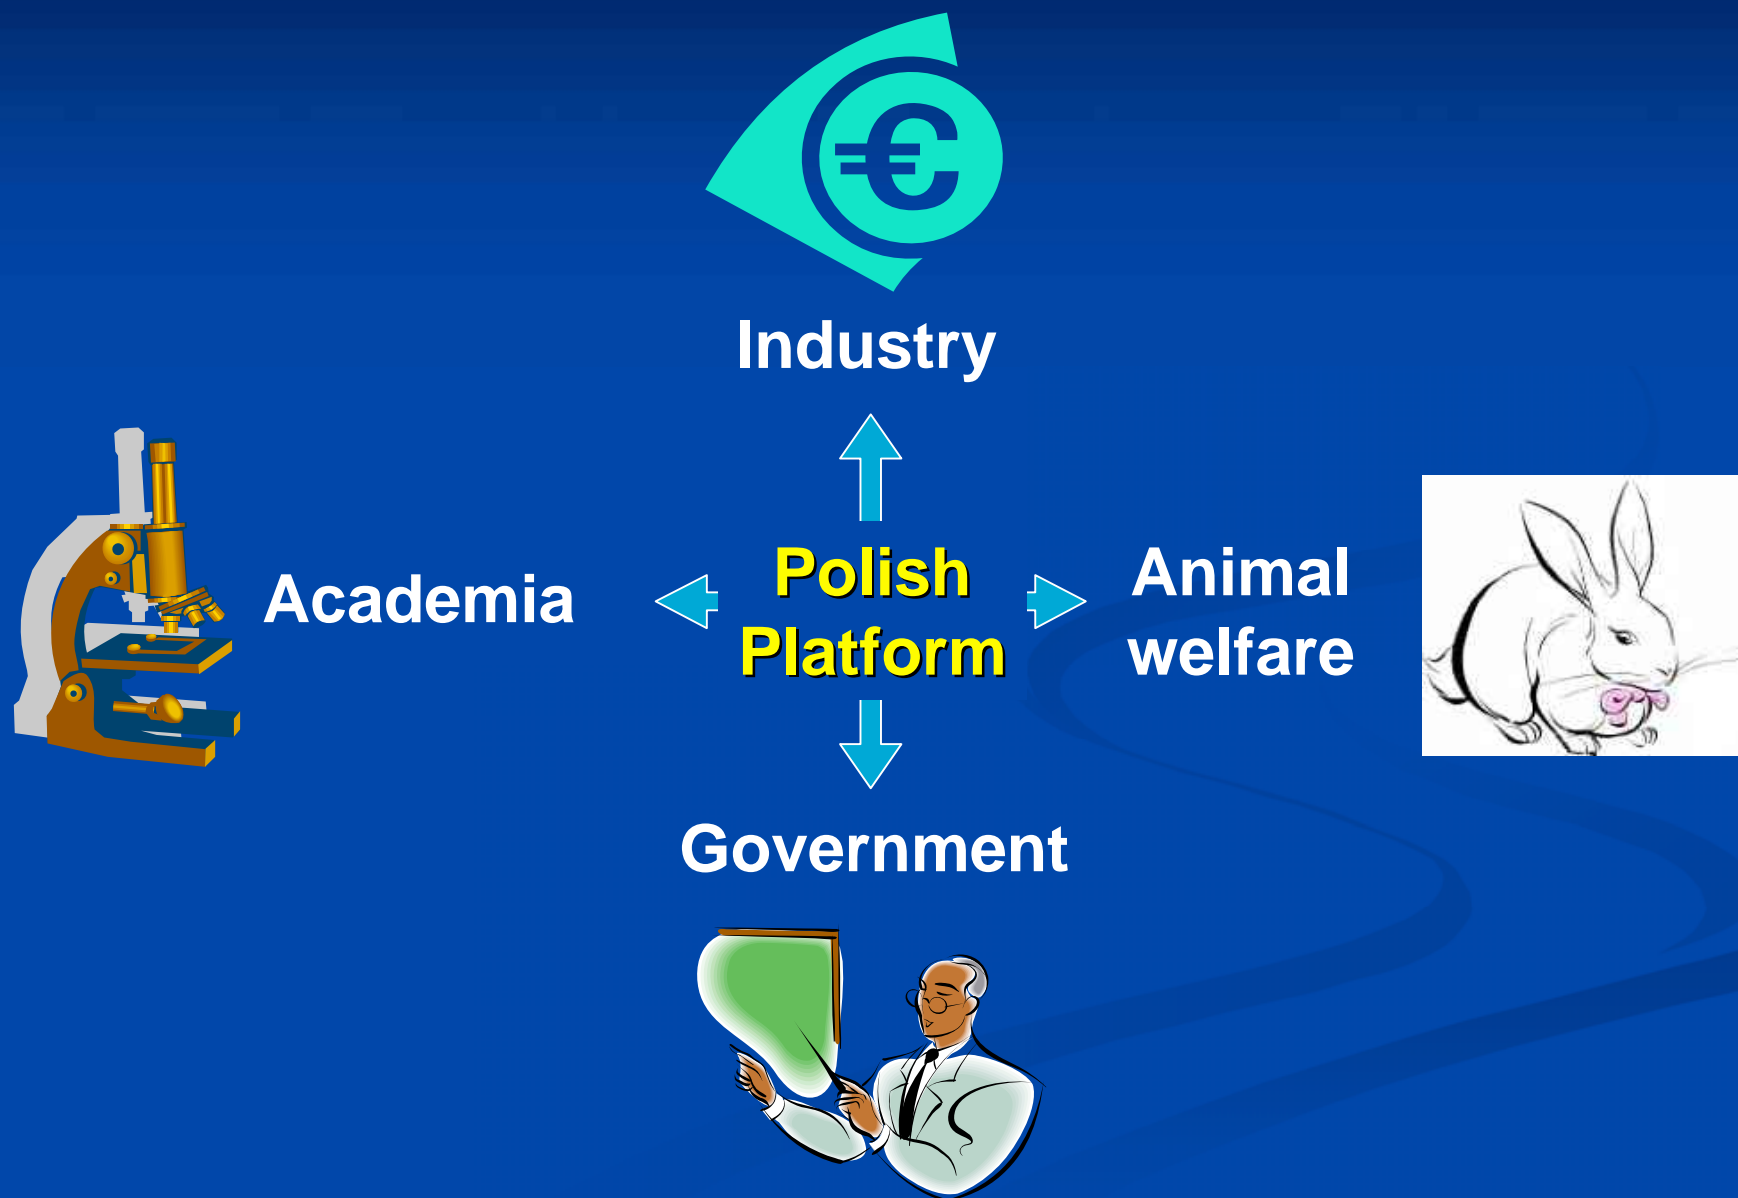 €
Industry
Academia
Polish
Platform
Animal
welfare
Government